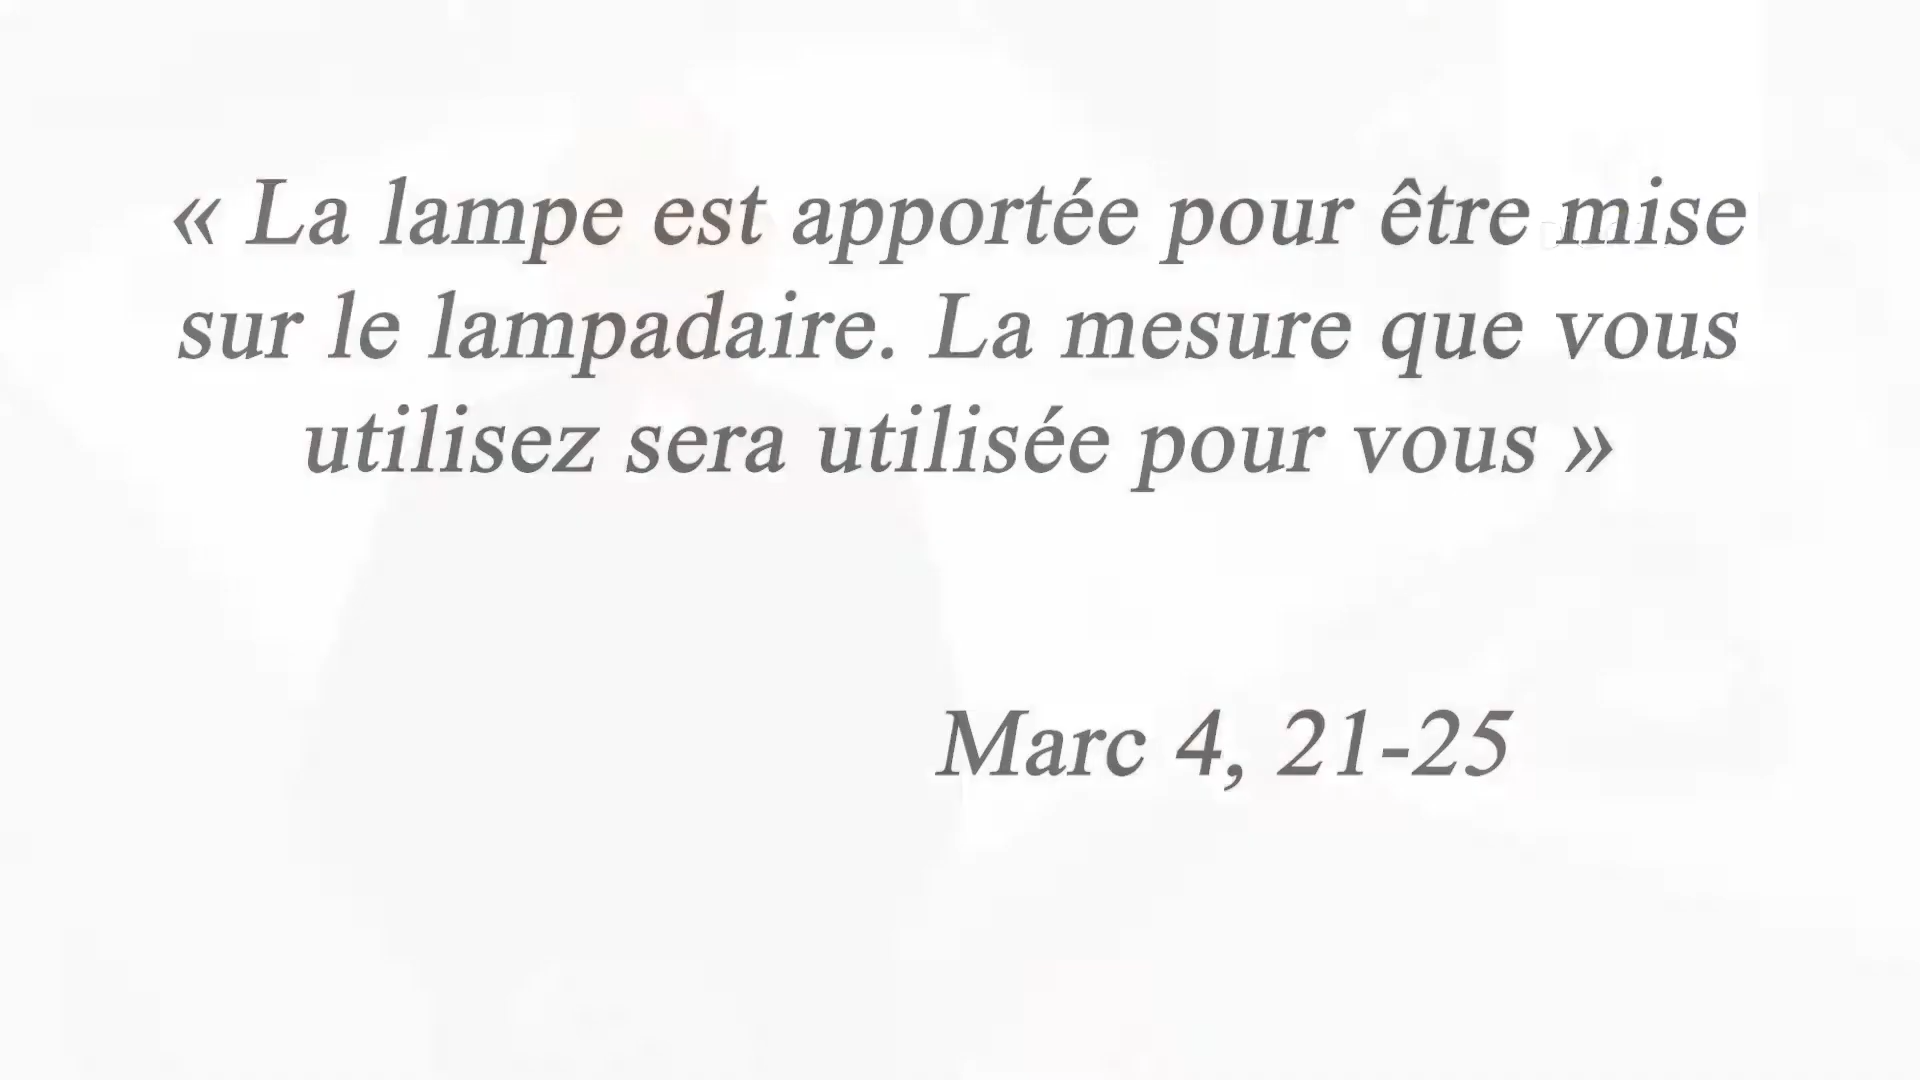 « La lampe est apportée pour être mise
sur le lampadaire. La mesure que vous
utilisez sera utilisée pour vous »
Marc 4, 21-25